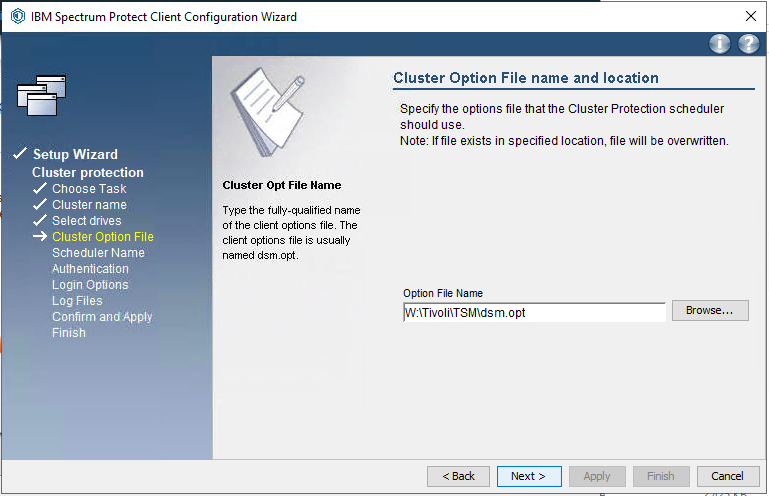 IBM Spectrum Protect Client Configuration Wizard
Setup Wizard
Cluster protection
Choose Task
Cluster name
Select drives
Cluster Option File
Scheduler Name
Authentication
Login Options
Log Files
Confirm and Apply
Finish
Cluster Opt File Name
Type the fully-qualified name
of the client options file. The
client options file is usually
named dsm.opt.
Cluster Option File name and location
Specify the options file that the Cluster Protection scheduler
should use.
Note: If file exists in specified location, file will be overwritten.
Option File Name
W:\Tivoli\TSM\dsm.opt
Browse...
< Back
Next >
Apply
Finish
Cancel